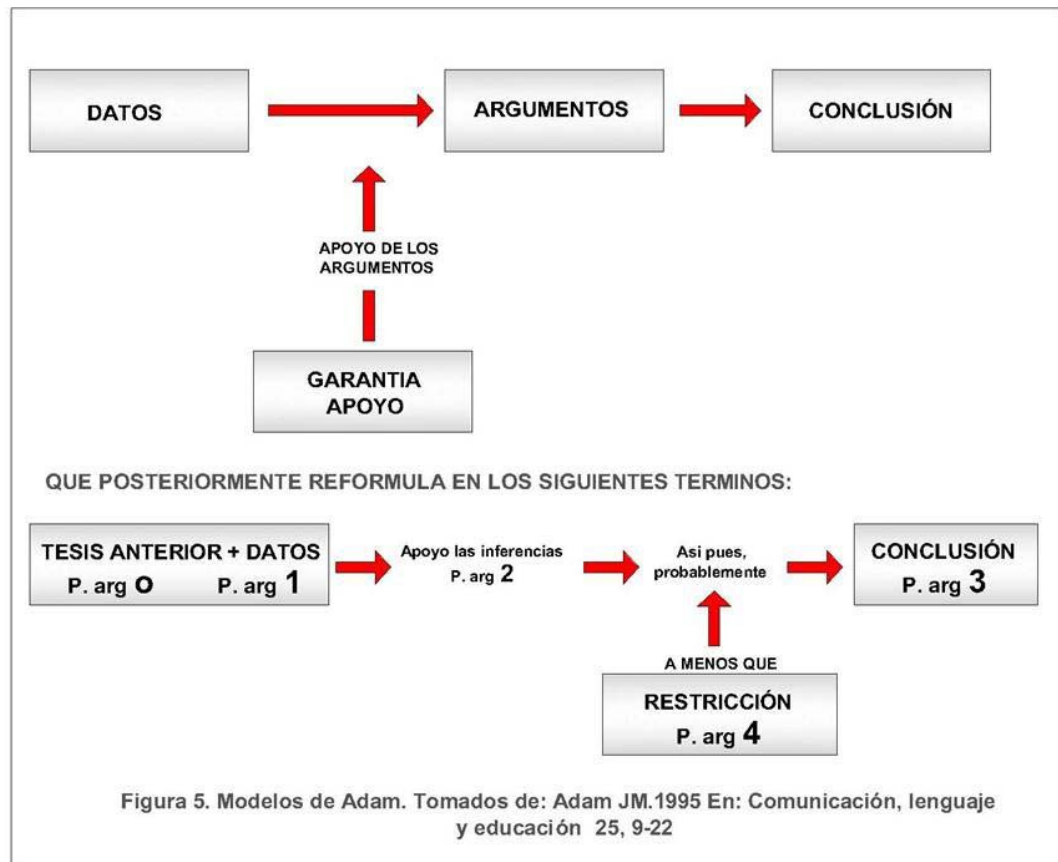 DATOS
ARGUMENTOS
CONCLUSIÓN
APOYO DE LOS
ARGUMENTOS
GARANTIA
APOYO
QUE POSTERIORMENTE REFORMULA EN LOS SIGUIENTES TERMINOS:
TESIS ANTERIOR + DATOS
P. arg O P. arg 1
Apoyo las inferencias
P. arg 2
Asi pues,
probablemente
CONCLUSIÓN
P. arg 3
A MENOS QUE
RESTRICCIÓN
P. arg 4
Figura 5. Modelos de Adam. Tomados de: Adam JM.1995 En: Comunicación, lenguaje
y educación 25, 9-22